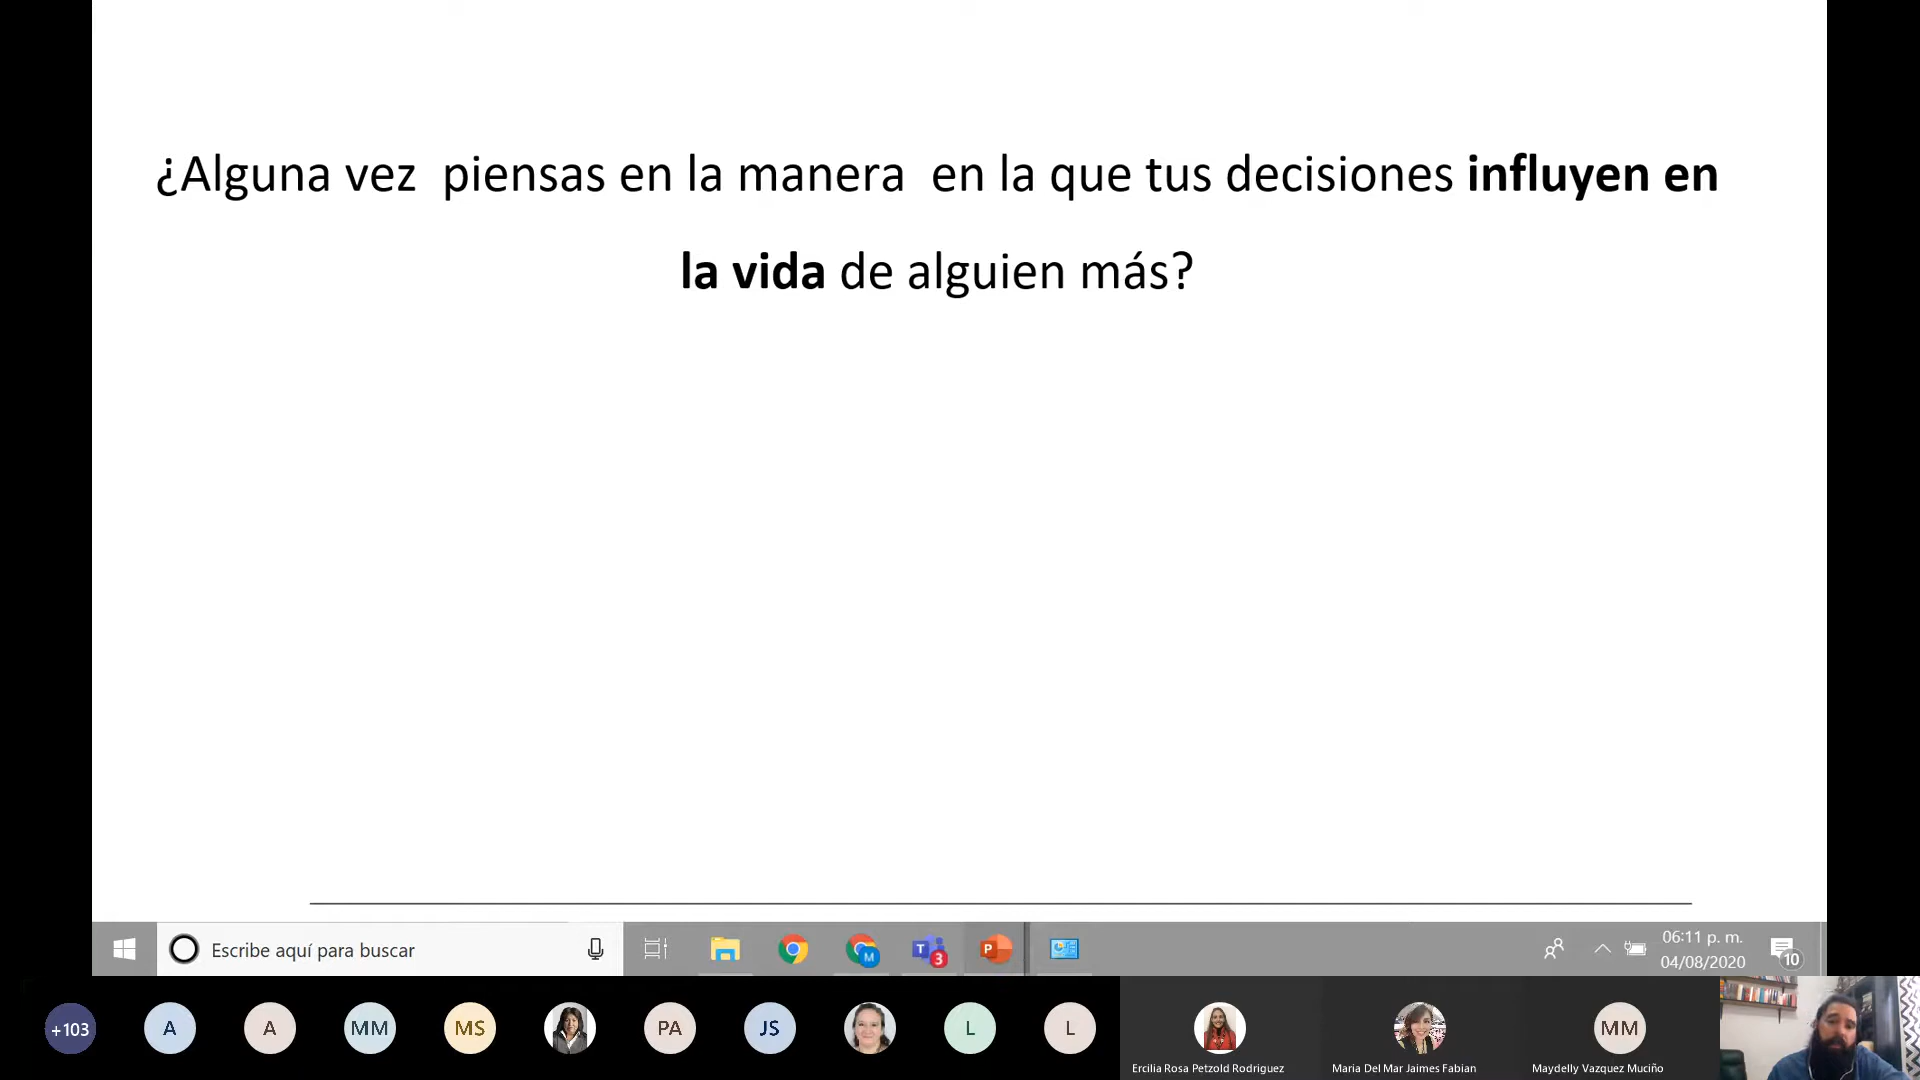 ¿Alguna vez  piensas en la manera  en la que tus decisiones influyen en
la vida de alguien más?
Escribe aquí para buscar
M
T
3
P
06:11 p. m.
04/08/2020
10
+103
A
A
MM
MS
PA
JS
L
L
MM
Ercilia Rosa Petzold Rodriguez
Maria Del Mar Jaimes Fabian
Maydelly Vazquez Muciño